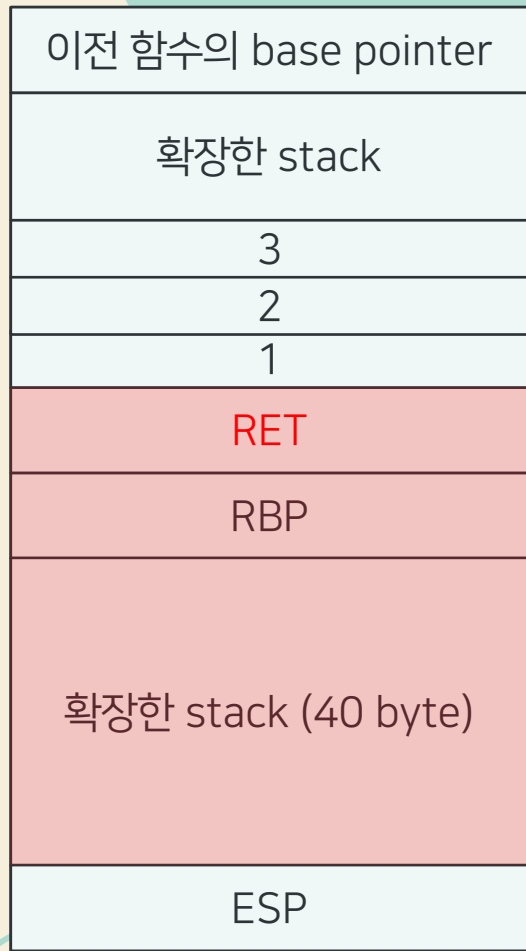 이전 함수의 base pointer
확장한 stack
3
2
1
RET
RBP
확장한 stack (40 byte)
ESP